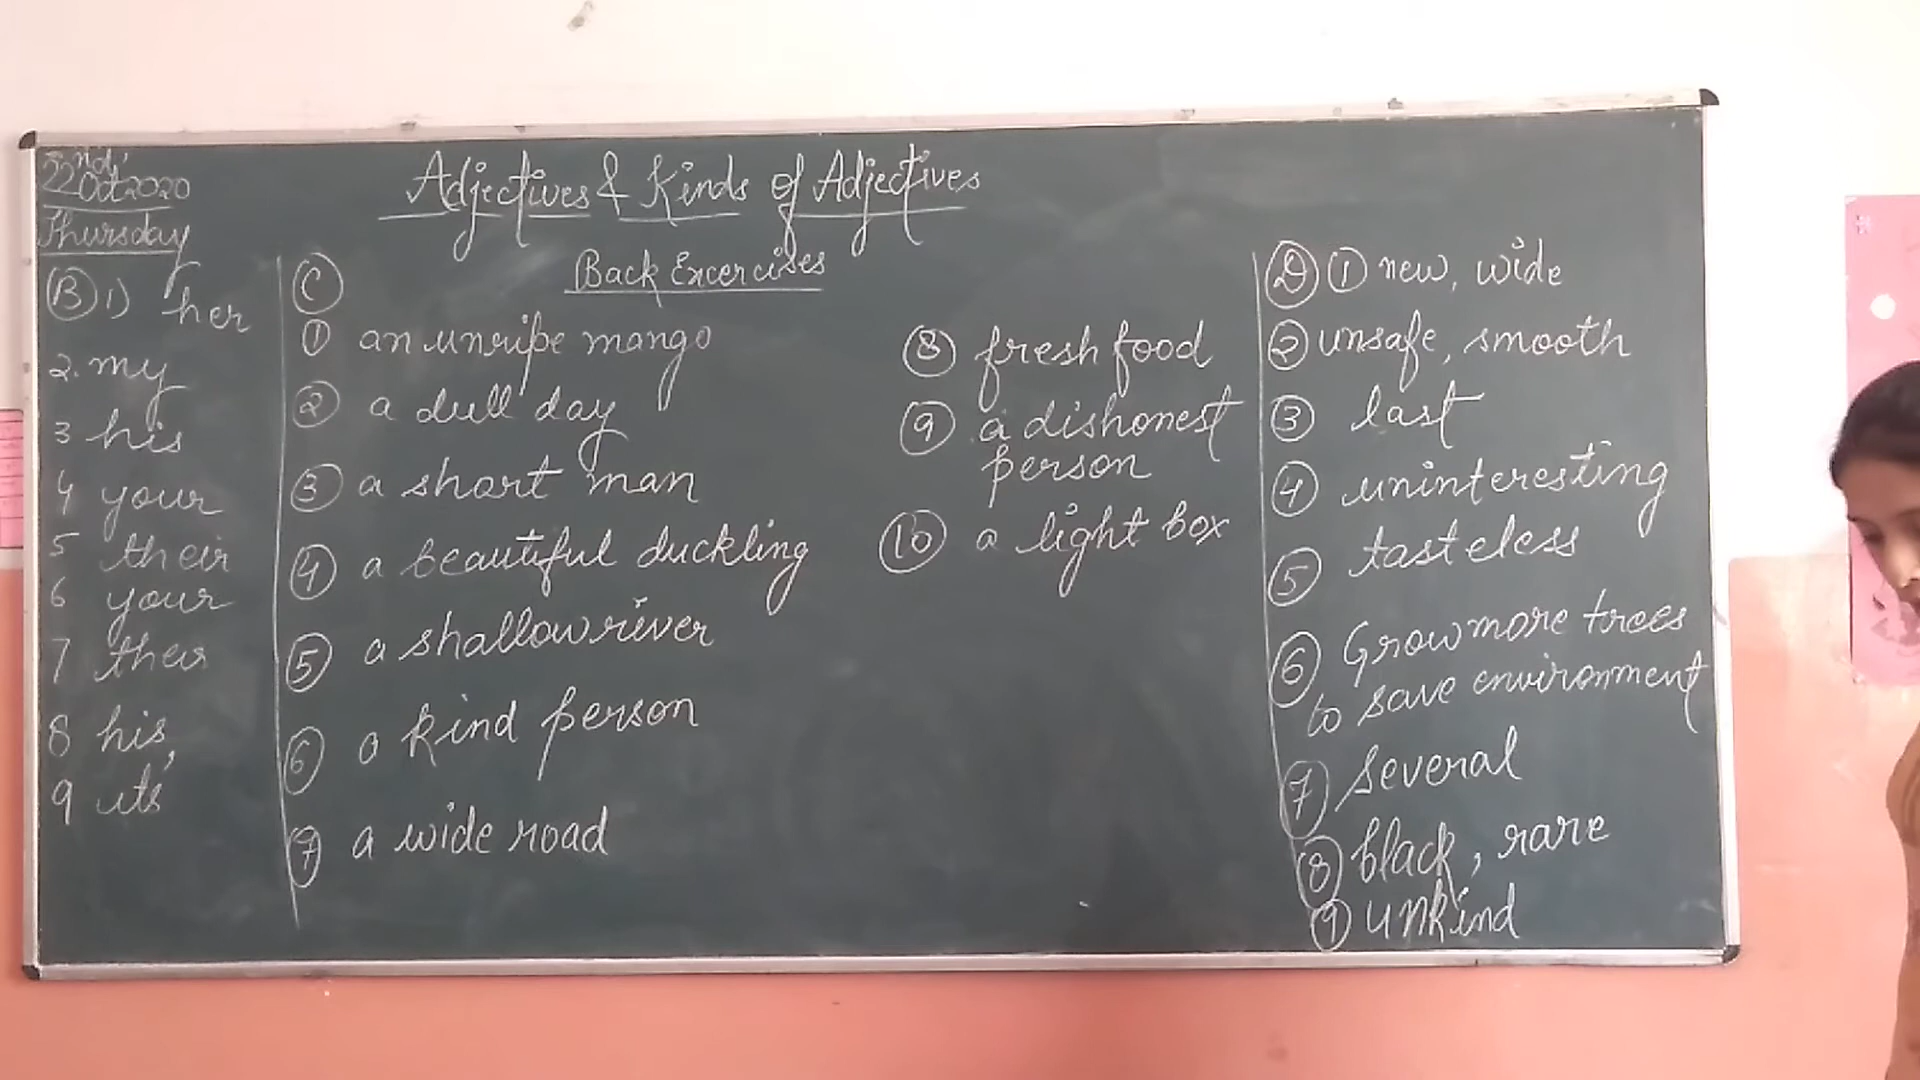 22nd Oct 2020
Thursday
Adjectives & Kinds of Adjectives
Back Excercises
B 1) her
2. my
3 his
4 your
5 their
6 your
7 their
8 his,
9 its
C
1 an unripe mango
2 a dull day
3 a short man
4 a beautiful duckling
5 a shallow river
6 a kind person
7 a wide road
8 fresh food
9 a dishonest
person
10 a light box
D 1 new, wide
2 unsafe, smooth
3 last
4 uninteresting
5 tasteless
6 Grow more trees
to save environment
7 several
8 black, rare
9 unkind